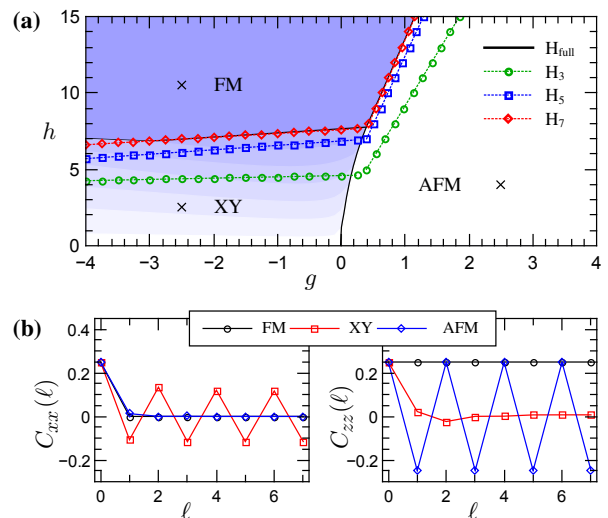 (a)
15
10
5
0
h
FM
XY
AFM
H_full
H_3
H_5
H_7
−4 −3 −2 −1 0 1 2 3 4
g
(b)
FM XY AFM
0.4
0.2
0
−0.2
C_xx(ℓ)
0 2 4 6
ℓ
0.4
0.2
0
−0.2
C_zz(ℓ)
0 2 4 6
ℓ